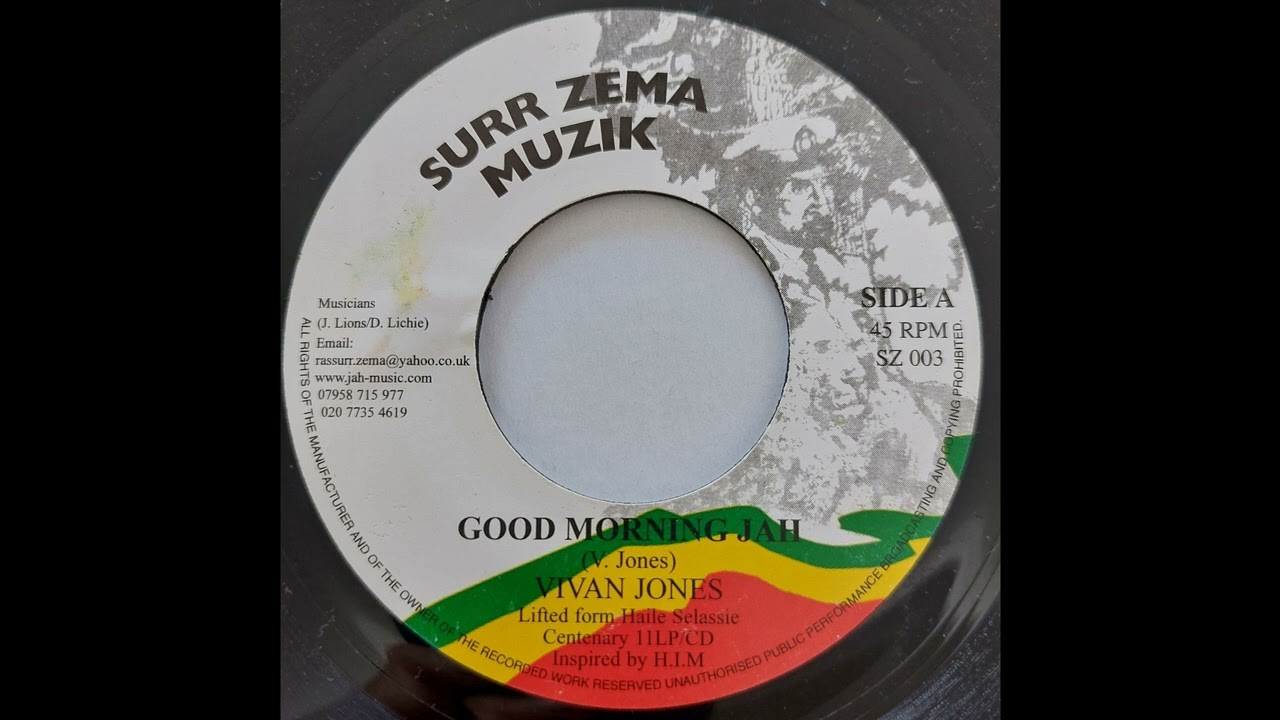 SURR ZEMA
MUZIK
SIDE A
45 RPM
SZ 003
Musicians
(J. Lions/D. Lichie)
Email:
rassurr.zema@yahoo.co.uk
www.jah-music.com
07958 715 977
020 7735 4619
GOOD MORNING JAH
(V. Jones)
VIVAN JONES
Lifted form Haile Selassie
Centenary 11LP/CD
Inspired by H.I.M
ALL RIGHTS OF THE MANUFACTURER AND OF THE OWNER OF THE RECORDED WORK RESERVED UNAUTHORISED PUBLIC PERFORMANCE BROADCASTING AND COPYING PROHIBITED.